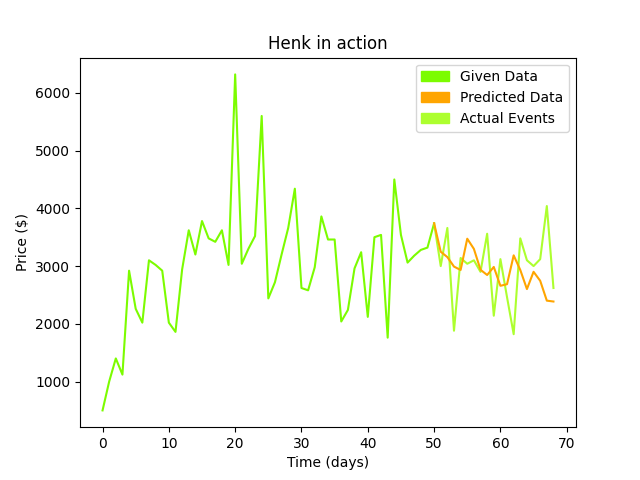 Henk in action
Given Data
Predicted Data
Actual Events
Price ($)
6000
5000
4000
3000
2000
1000
0 10 20 30 40 50 60 70
Time (days)